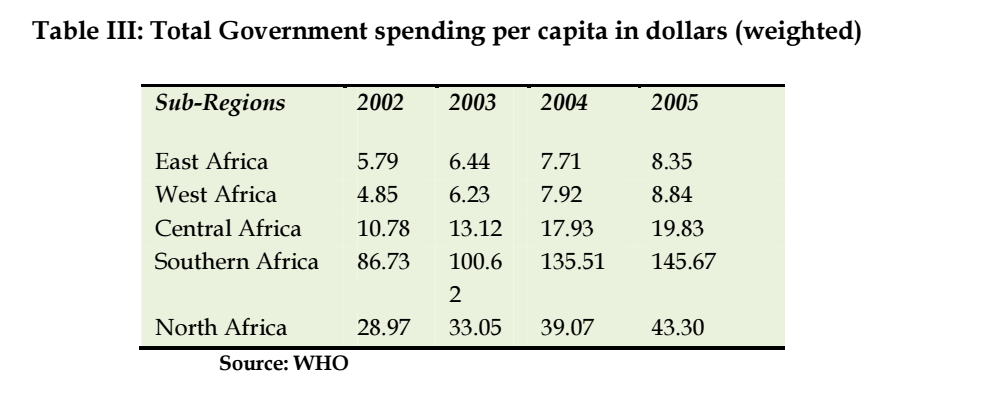 Table III: Total Government spending per capita in dollars (weighted)
Sub-Regions 2002 2003 2004 2005
East Africa 5.79 6.44 7.71 8.35
West Africa 4.85 6.23 7.92 8.84
Central Africa 10.78 13.12 17.93 19.83
Southern Africa 86.73 100.6 135.51 145.67
2
North Africa 28.97 33.05 39.07 43.30
Source: WHO